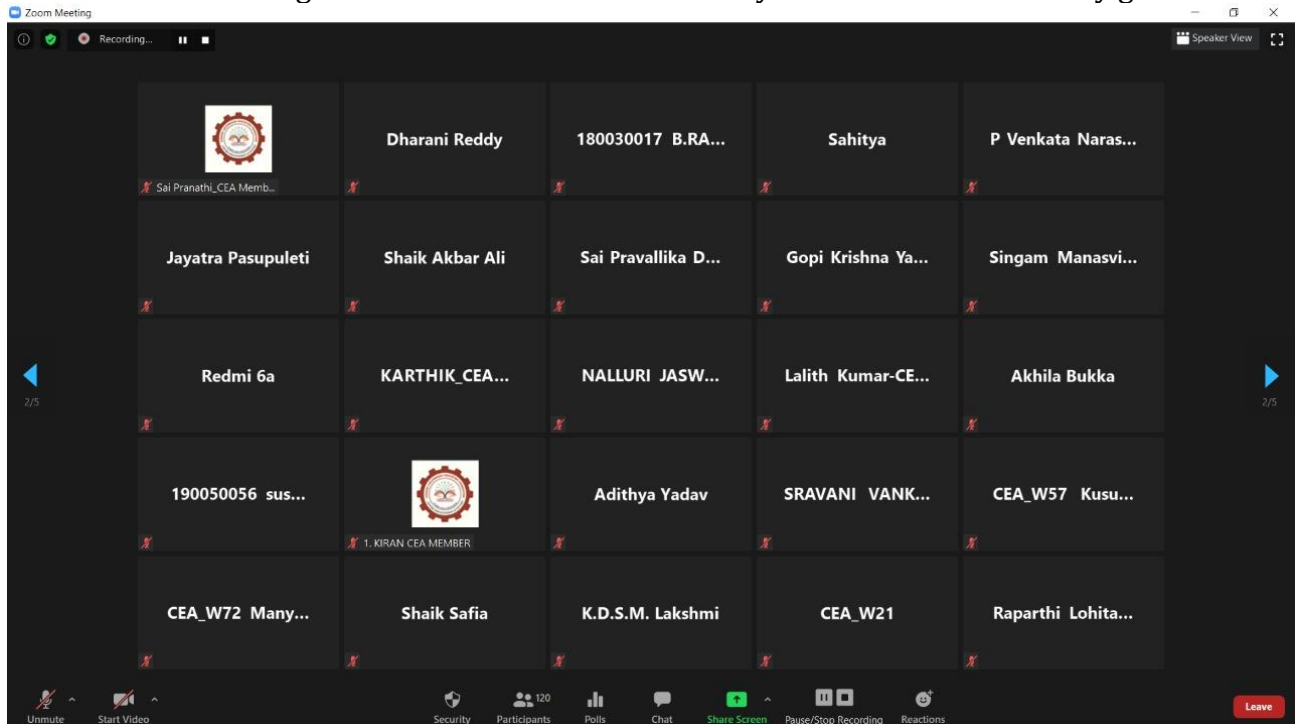 Zoom Meeting
Recording...
Speaker View
Sai Pranathi_CEA Memb...
Dharani Reddy
180030017 B.RA...
Sahitya
P Venkata Naras...
Jayatra Pasupuleti
Shaik Akbar Ali
Sai Pravallika D...
Gopi Krishna Ya...
Singam Manasvi...
Redmi 6a
KARTHIK_CEA...
NALLURI JASW...
Lalith Kumar-CE...
Akhila Bukka
2/5
2/5
190050056 sus...
1. KIRAN CEA MEMBER
Adithya Yadav
SRAVANI VANK...
CEA_W57 Kusu...
CEA_W72 Many...
Shaik Safia
K.D.S.M. Lakshmi
CEA_W21
Raparthi Lohita...
Unmute
Start Video
Security
Participants
120
Polls
Chat
Share Screen
Pause/Stop Recording
Reactions
Leave